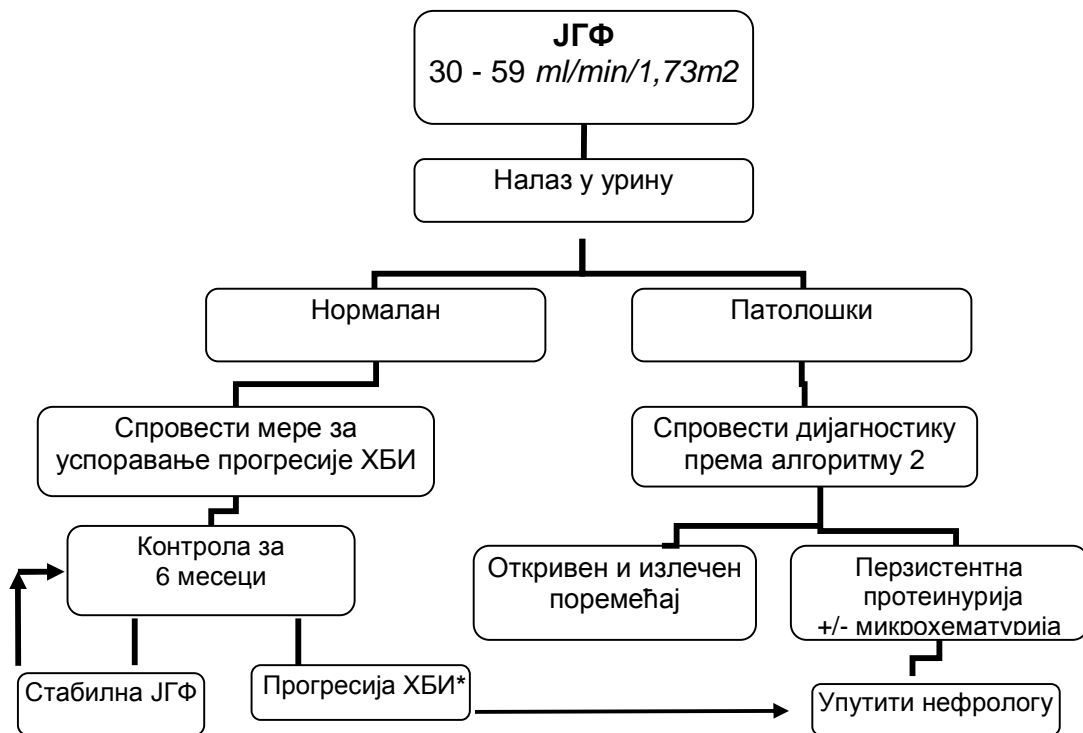 ЈГФ
30 - 59 ml/min/1,73m2
Налаз у урину
Нормалан
Патолошки
Спровести мере за
успоравање прогресије ХБИ
Спровести дијагностику
према алгоритму 2
Контрола за
6 месеци
Откривен и излечен
поремећај
Перзистентна
протеинурија
+/- микрохематурија
Стабилна ЈГФ
Прогресија ХБИ*
Упутити нефрологу